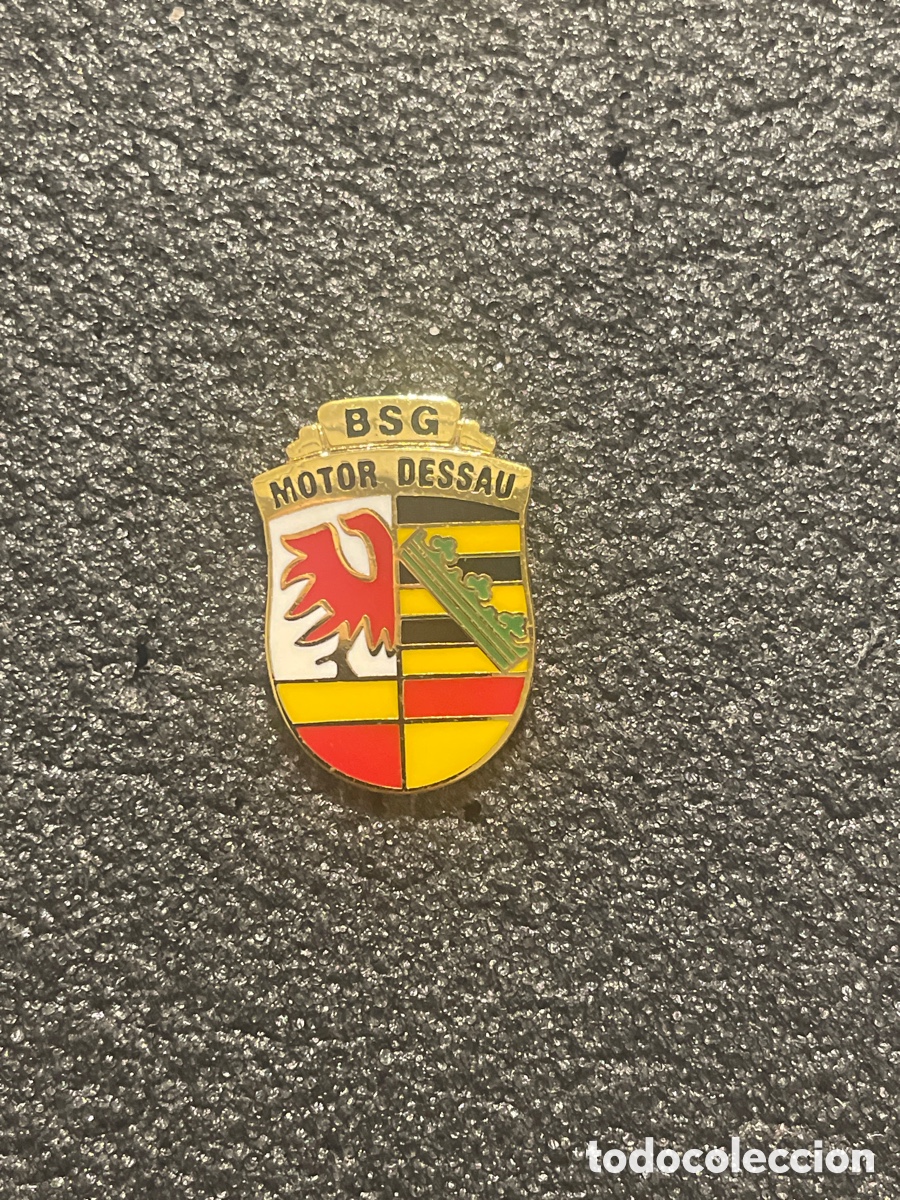 BSG
MOTOR DESSAU
todocoleccion